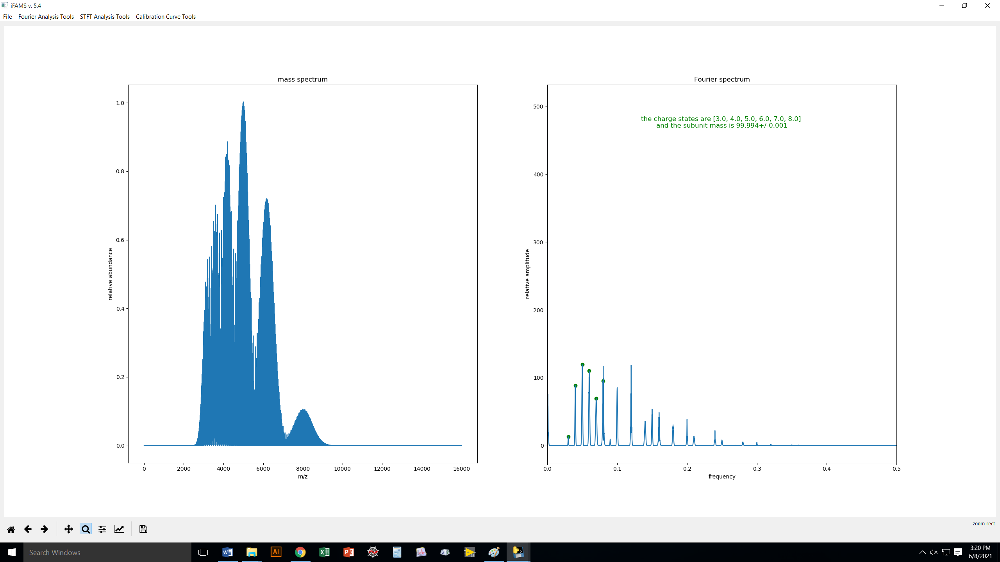 iFAMS v. 5.4
File Fourier Analysis Tools STFT Analysis Tools Calibration Curve Tools
mass spectrum
1.0
0.8
0.6
0.4
0.2
0.0
relative abundance
0 2000 4000 6000 8000 10000 12000 14000 16000
m/z
Fourier spectrum
the charge states are [3.0, 4.0, 5.0, 6.0, 7.0, 8.0]
and the subunit mass is 99.994+/-0.001
500
400
300
200
100
0
relative amplitude
0.0 0.1 0.2 0.3 0.4 0.5
frequency
zoom rect
Search Windows
Ai
19
3:20 PM
6/8/2021